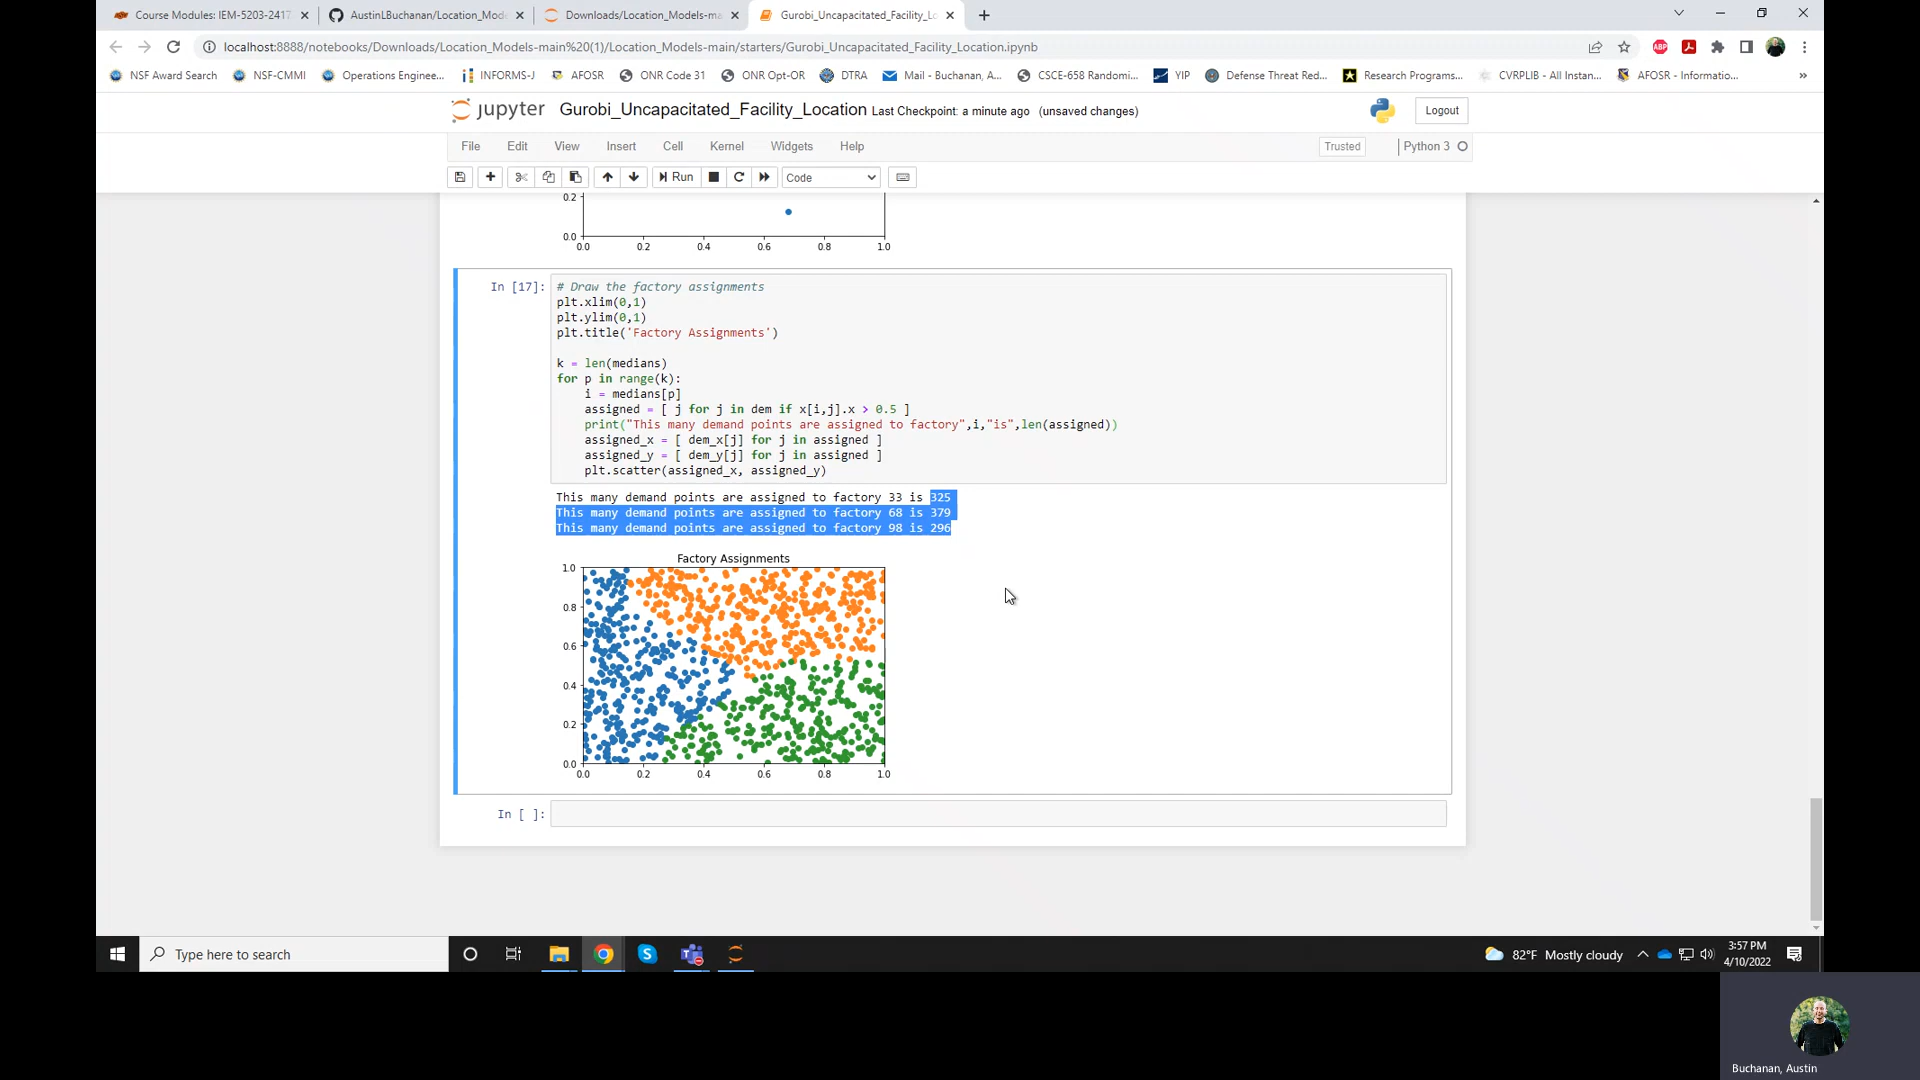 Course Modules: IEM-5203-2417
AustinLBuchanan/Location_Mode
Downloads/Location_Models-ma
Gurobi_Uncapacitated_Facility_Lo
localhost:8888/notebooks/Downloads/Location_Models-main%20(1)/Location_Models-main/starters/Gurobi_Uncapacitated_Facility_Location.ipynb
ABP
NSF Award Search
NSF-CMMI
Operations Enginee...
INFORMS-J
AFOSR
ONR Code 31
ONR Opt-OR
DTRA
Mail - Buchanan, A...
CSCE-658 Randomi...
YIP
Defense Threat Red...
Research Programs...
CVRPLIB - All Instan...
AFOSR - Informatio...
jupyter Gurobi_Uncapacitated_Facility_Location Last Checkpoint: a minute ago (unsaved changes)
Logout
File Edit View Insert Cell Kernel Widgets Help
Trusted
Python 3
Run
Code
0.2
0.0
0.0 0.2 0.4 0.6 0.8 1.0
In [17]:
# Draw the factory assignments
plt.xlim(0,1)
plt.ylim(0,1)
plt.title('Factory Assignments')
k = len(medians)
for p in range(k):
i = medians[p]
assigned = [ j for j in dem if x[i,j].x > 0.5 ]
print("This many demand points are assigned to factory",i,"is",len(assigned))
assigned_x = [ dem_x[j] for j in assigned ]
assigned_y = [ dem_y[j] for j in assigned ]
plt.scatter(assigned_x, assigned_y)
This many demand points are assigned to factory 33 is 325
This many demand points are assigned to factory 68 is 379
This many demand points are assigned to factory 98 is 296
Factory Assignments
1.0
0.8
0.6
0.4
0.2
0.0
0.0 0.2 0.4 0.6 0.8 1.0
In [ ]:
Type here to search
82°F Mostly cloudy
3:57 PM
4/10/2022
Buchanan, Austin